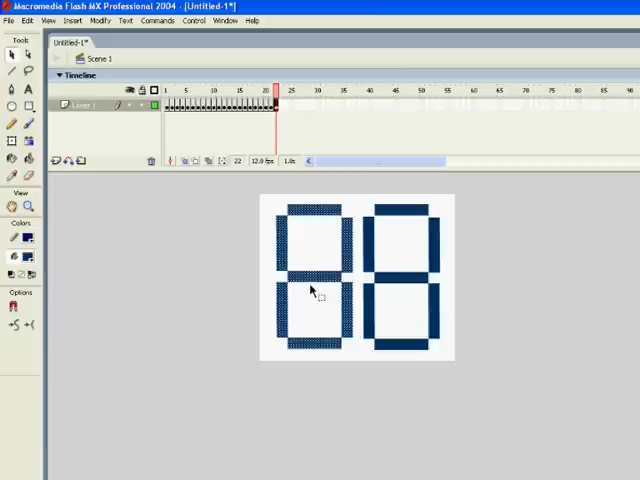 Macromedia Flash MX Professional 2004 - [Untitled-1*]
File Edit View Insert Modify Text Commands Control Window Help
Tools
Untitled-1*
Scene 1
Timeline
1 5 10 15 20 25 30 35 40 45 50 55 60 65 70 75 80 85 90
Layer 1
A
22 12.0 fps 1.8s
View
Colors
Options
88